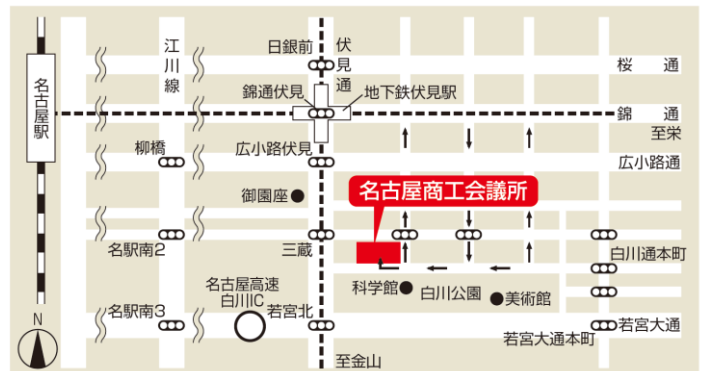 日銀前
伏見通
江川線
桜通
名古屋駅
錦通伏見
地下鉄伏見駅
錦通
至栄
柳橋
広小路伏見
広小路通
御園座
名古屋商工会議所
名駅南2
三蔵
白川通本町
名古屋高速
白川IC
科学館
白川公園
美術館
名駅南3
若宮北
若宮大通
若宮大通本町
N
至金山